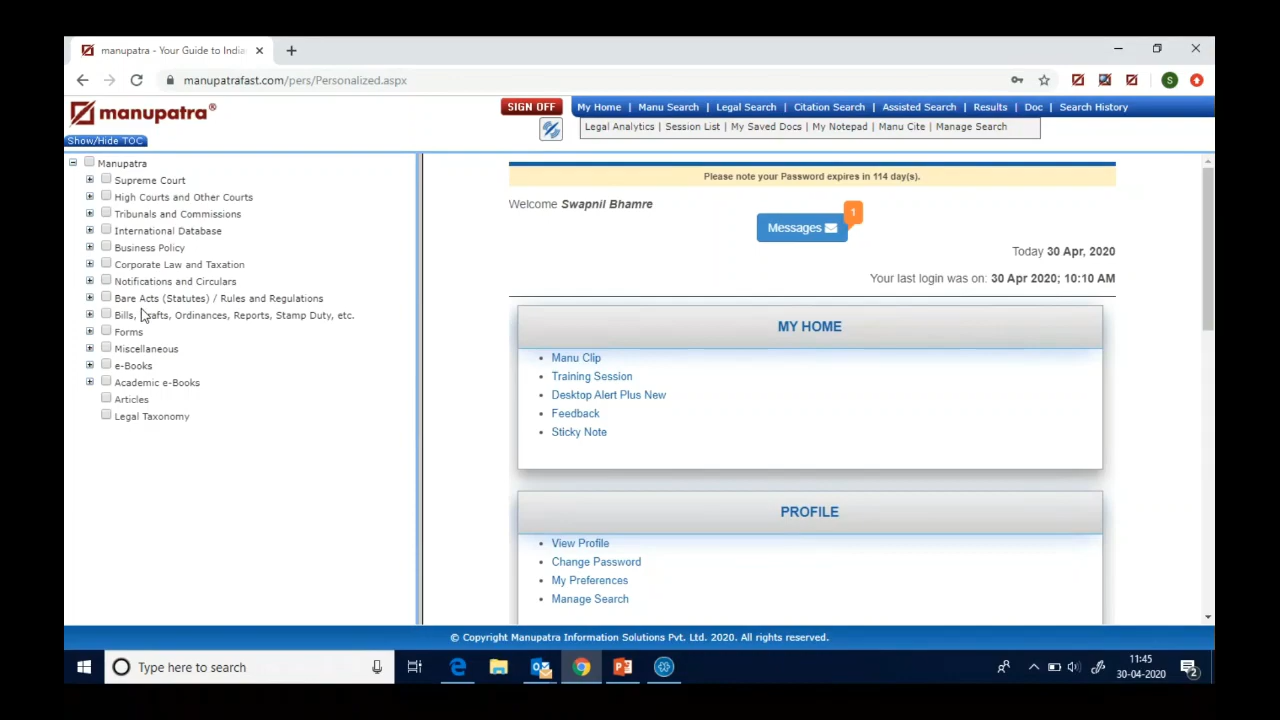 manupatra - Your Guide to India
manupatrafast.com/pers/Personalized.aspx
S
manupatra®
SIGN OFF
My Home | Manu Search | Legal Search | Citation Search | Assisted Search | Results | Doc | Search History
Legal Analytics | Session List | My Saved Docs | My Notepad | Manu Cite | Manage Search
Show/Hide TOC
Manupatra
Supreme Court
High Courts and Other Courts
Tribunals and Commissions
International Database
Business Policy
Corporate Law and Taxation
Notifications and Circulars
Bare Acts (Statutes) / Rules and Regulations
Bills, Drafts, Ordinances, Reports, Stamp Duty, etc.
Forms
Miscellaneous
e-Books
Academic e-Books
Articles
Legal Taxonomy
Please note your Password expires in 114 day(s).
Welcome Swapnil Bhamre
Messages 1
Today 30 Apr, 2020
Your last login was on: 30 Apr 2020; 10:10 AM
MY HOME
• Manu Clip
• Training Session
• Desktop Alert Plus New
• Feedback
• Sticky Note
PROFILE
• View Profile
• Change Password
• My Preferences
• Manage Search
© Copyright Manupatra Information Solutions Pvt. Ltd. 2020. All rights reserved.
Type here to search
11:45
30-04-2020
2